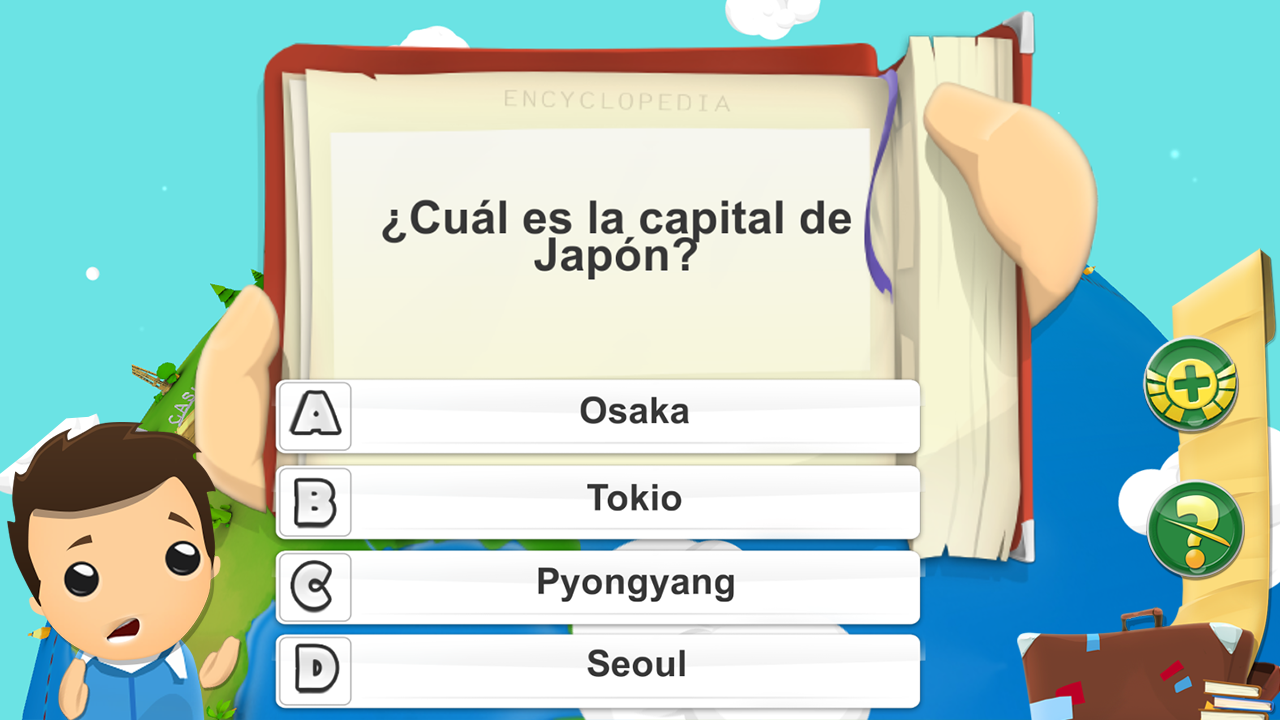 ENCYCLOPEDIA
¿Cuál es la capital de
Japón?
A Osaka
B Tokio
C Pyongyang
D Seoul